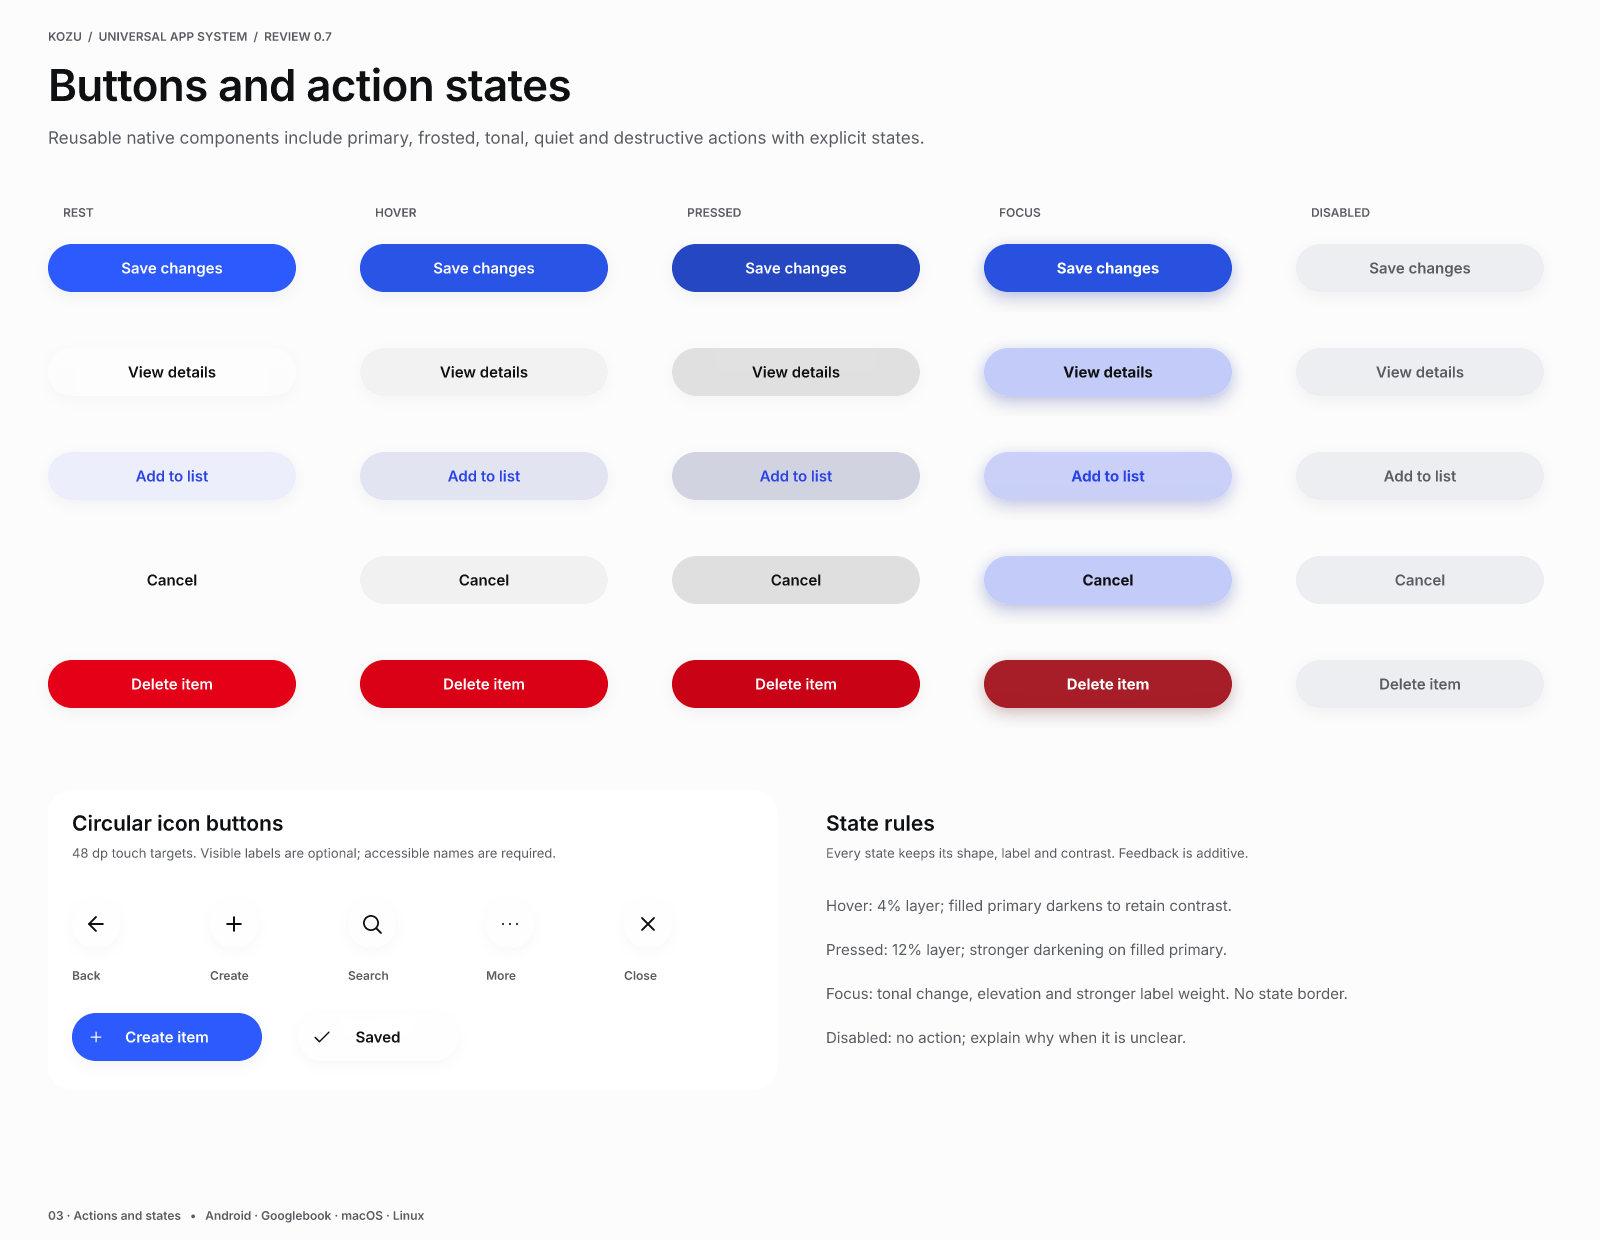 KOZU / UNIVERSAL APP SYSTEM / REVIEW 0.7
Buttons and action states
Reusable native components include primary, frosted, tonal, quiet and destructive actions with explicit states.
REST HOVER PRESSED FOCUS DISABLED
Save changes Save changes Save changes Save changes Save changes
View details View details View details View details View details
Add to list Add to list Add to list Add to list Add to list
Cancel Cancel Cancel Cancel Cancel
Delete item Delete item Delete item Delete item Delete item
Circular icon buttons
48 dp touch targets. Visible labels are optional; accessible names are required.
Back Create Search More Close
Create item Saved
State rules
Every state keeps its shape, label and contrast. Feedback is additive.
Hover: 4% layer; filled primary darkens to retain contrast.
Pressed: 12% layer; stronger darkening on filled primary.
Focus: tonal change, elevation and stronger label weight. No state border.
Disabled: no action; explain why when it is unclear.
03 · Actions and states • Android · Googlebook · macOS · Linux